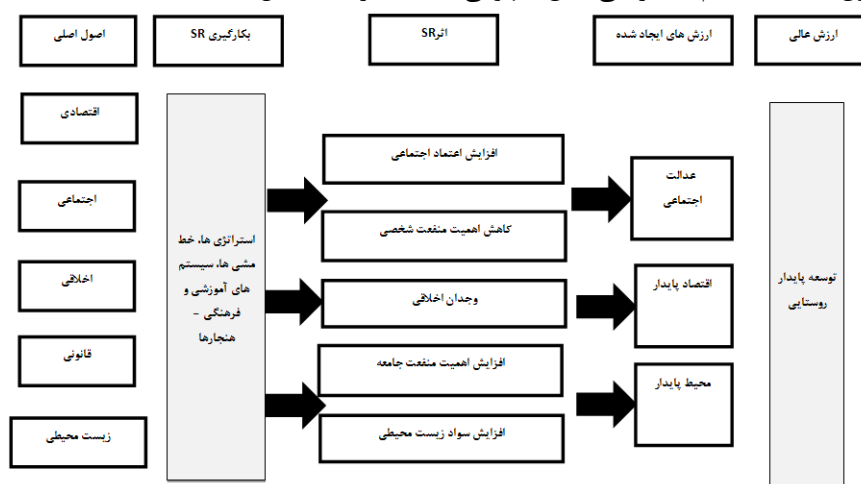 اصول اصلی
بکارگیری SR
اثرSR
ارزش های ایجاد شده
ارزش عالی
اقتصادی
اجتماعی
اخلاقی
قانونی
زیست محیطی
استراتژی ها، خط
مشی ها، سیستم
های آموزشی و
فرهنگی -
هنجارها
افزایش اعتماد اجتماعی
کاهش اهمیت منفعت شخصی
وجدان اخلاقی
افزایش اهمیت منفعت جامعه
افزایش سواد زیست محیطی
عدالت
اجتماعی
اقتصاد پایدار
محیط پایدار
توسعه پایدار
روستایی